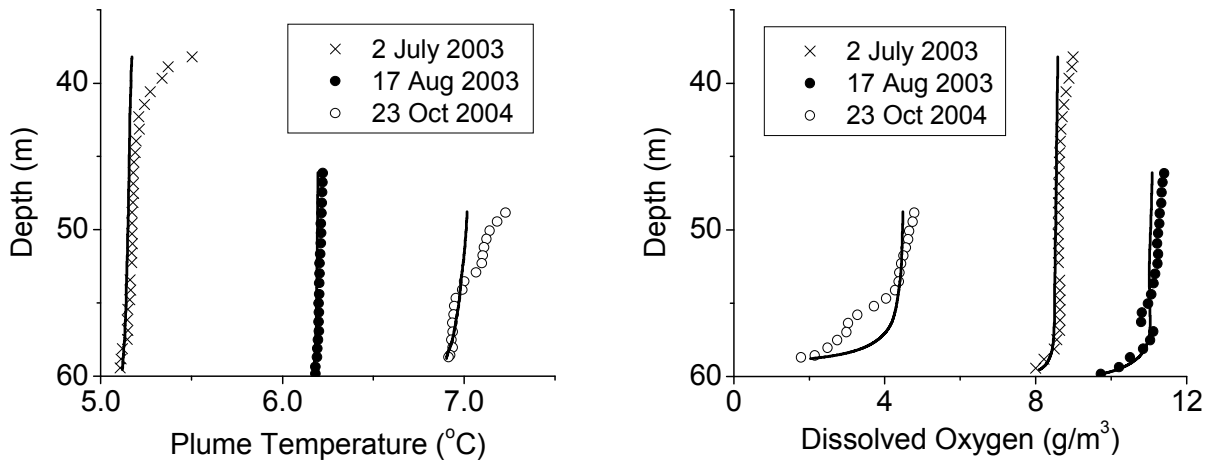 2 July 2003
17 Aug 2003
23 Oct 2004
40
50
60
Depth (m)
5.0 6.0 7.0
Plume Temperature (°C)
2 July 2003
17 Aug 2003
23 Oct 2004
40
50
60
Depth (m)
0 4 8 12
Dissolved Oxygen (g/m³)